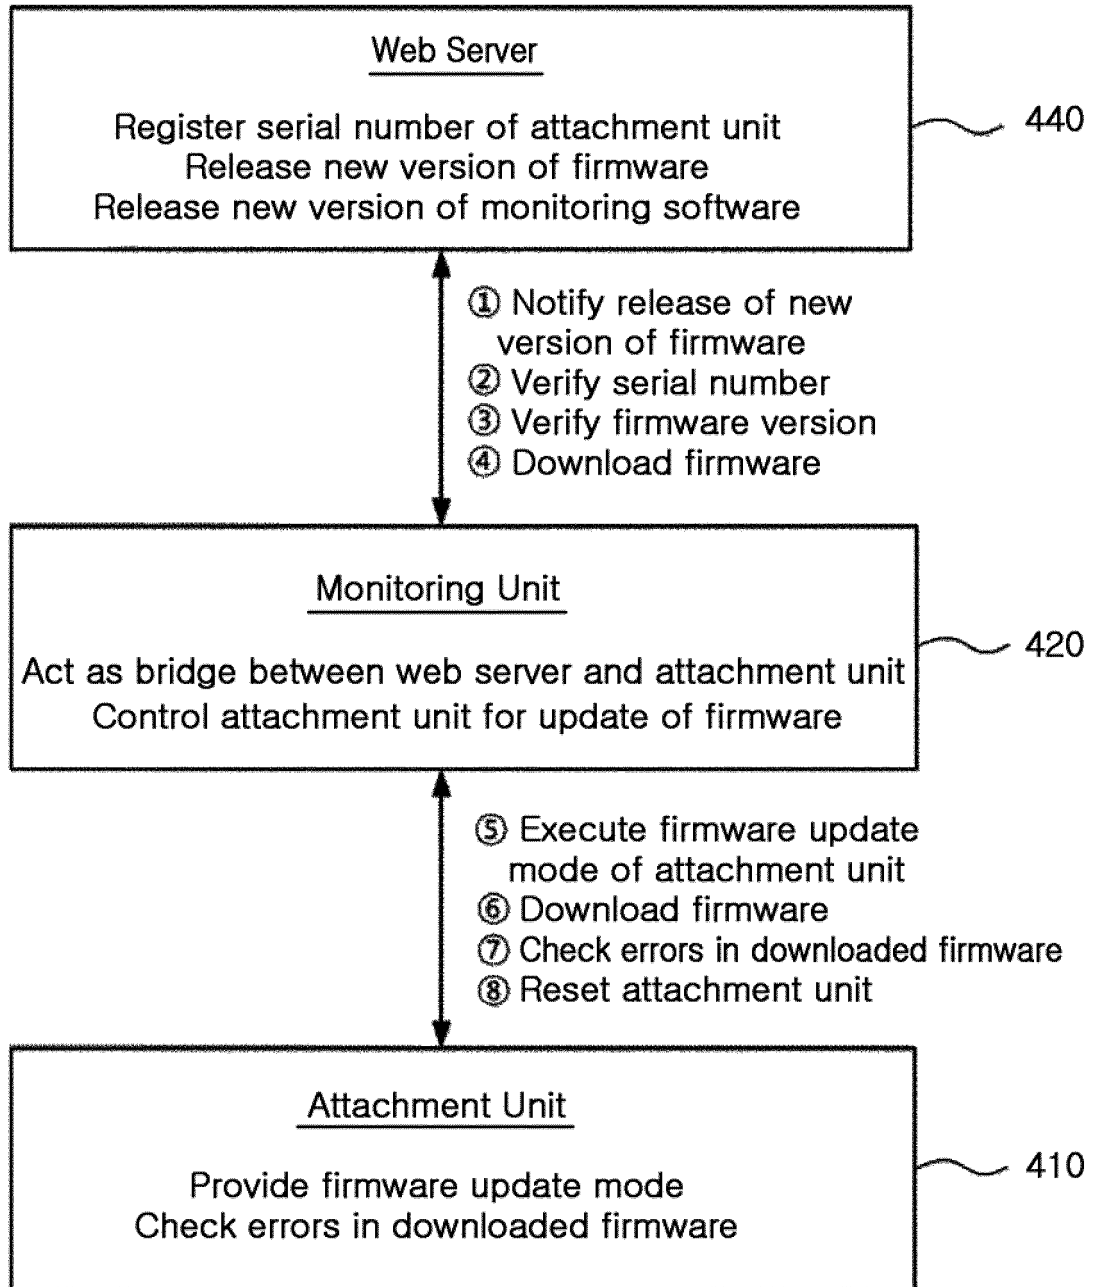 Web Server
Register serial number of attachment unit
Release new version of firmware
Release new version of monitoring software
440
① Notify release of new
version of firmware
② Verify serial number
③ Verify firmware version
④ Download firmware
Monitoring Unit
Act as bridge between web server and attachment unit
Control attachment unit for update of firmware
420
⑤ Execute firmware update
mode of attachment unit
⑥ Download firmware
⑦ Check errors in downloaded firmware
⑧ Reset attachment unit
Attachment Unit
Provide firmware update mode
Check errors in downloaded firmware
410